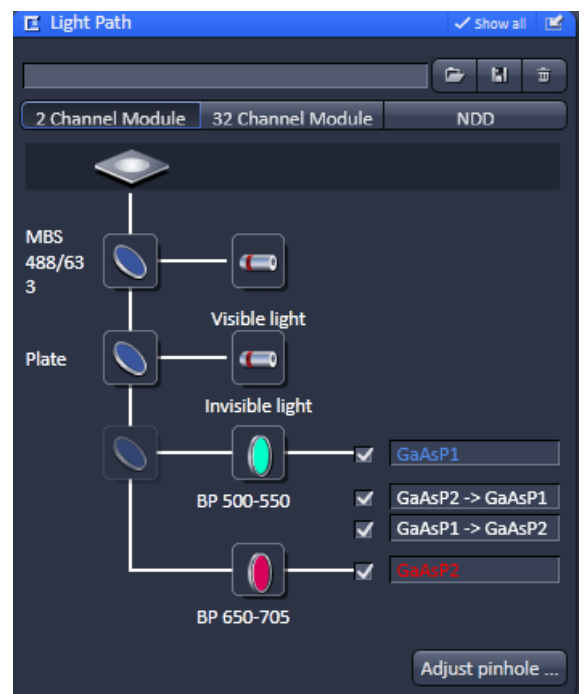 Light Path
Show all
2 Channel Module
32 Channel Module
NDD
MBS
488/63
3
Visible light
Plate
Invisible light
GaAsP1
BP 500-550
GaAsP2 -> GaAsP1
GaAsP1 -> GaAsP2
GaAsP2
BP 650-705
Adjust pinhole ...